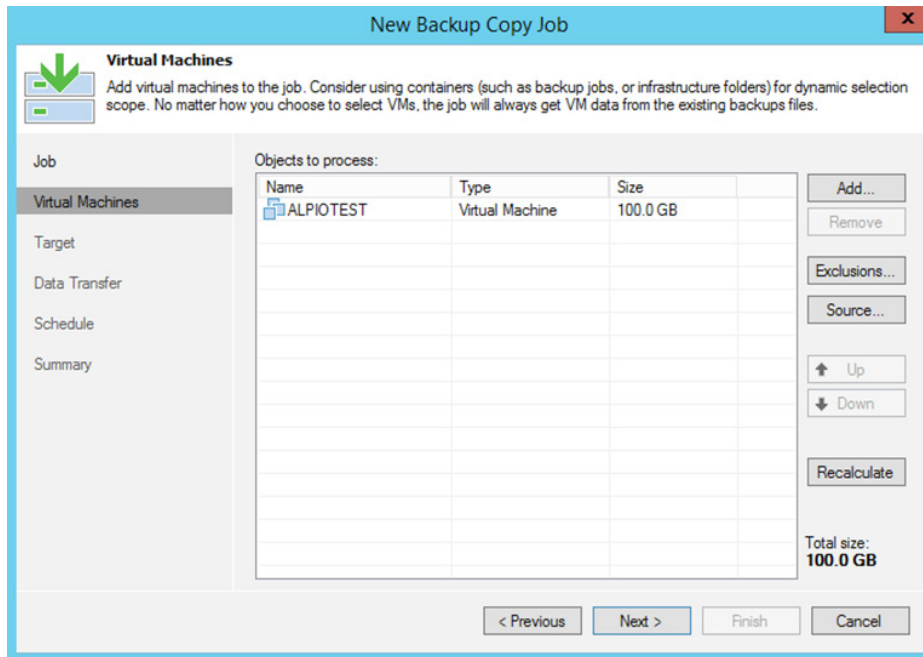 New Backup Copy Job
x
Virtual Machines
Add virtual machines to the job. Consider using containers (such as backup jobs, or infrastructure folders) for dynamic selection
scope. No matter how you choose to select VMs, the job will always get VM data from the existing backups files.
Job
Virtual Machines
Target
Data Transfer
Schedule
Summary
Objects to process:
Name Type Size
ALPIOTEST Virtual Machine 100.0 GB
Add...
Remove
Exclusions...
Source...
Up
Down
Recalculate
Total size:
100.0 GB
< Previous Next > Finish Cancel